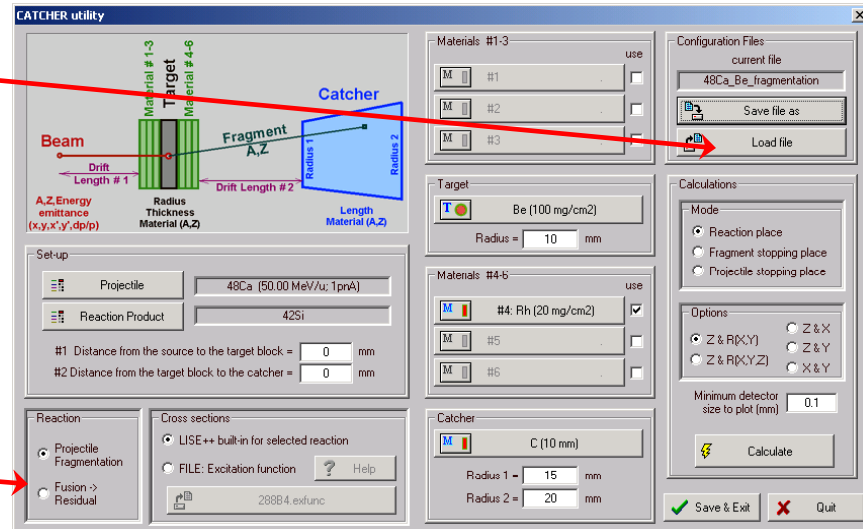 CATCHER utility
Material # 1-3
Target
Material # 4-6
Catcher
Beam
Fragment
A,Z
Radius 1
Radius 2
Drift
Length # 1
Drift Length #2
A,Z,Energy
emittance
(x,y,x',y',dp/p)
Radius
Thickness
Material (A,Z)
Length
Material (A,Z)
Set-up
Projectile
48Ca (50.00 MeV/u; 1pnA)
Reaction Product
42Si
#1 Distance from the source to the target block = 0 mm
#2 Distance from the target block to the catcher = 0 mm
Reaction
Projectile
Fragmentation
Fusion ->
Residual
Cross sections
LISE++ built-in for selected reaction
FILE: Excitation function
? Help
288B4.exfunc
Materials #1-3
use
M #1 .
M #2 .
M #3 .
Target
T Be (100 mg/cm2)
Radius = 10 mm
Materials #4-6
use
M #4: Rh (20 mg/cm2)
M #5 .
M #6 .
Catcher
M C (10 mm)
Radius 1 = 15 mm
Radius 2 = 20 mm
Configuration Files
current file
48Ca_Be_fragmentation
Save file as
Load file
Calculations
Mode
Reaction place
Fragment stopping place
Projectile stopping place
Options
Z & R(X,Y)
Z & R(X,Y,Z)
Z & X
Z & Y
X & Y
Minimum detector
size to plot (mm) 0.1
Calculate
Save & Exit
Quit